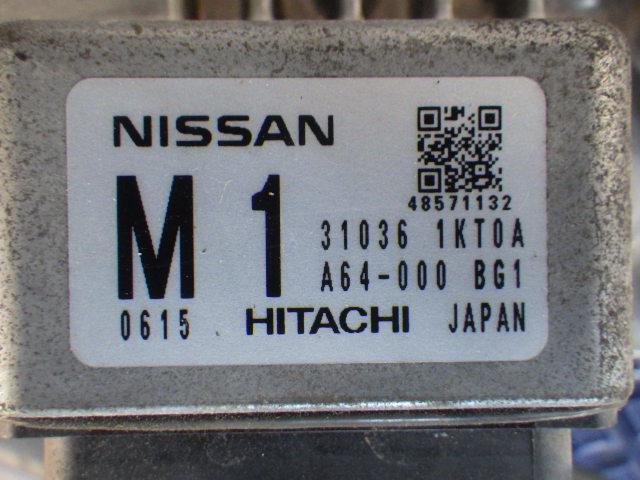 NISSAN
48571132
M 1
31036 1KT0A
A64-000 BG1
0615 HITACHI JAPAN